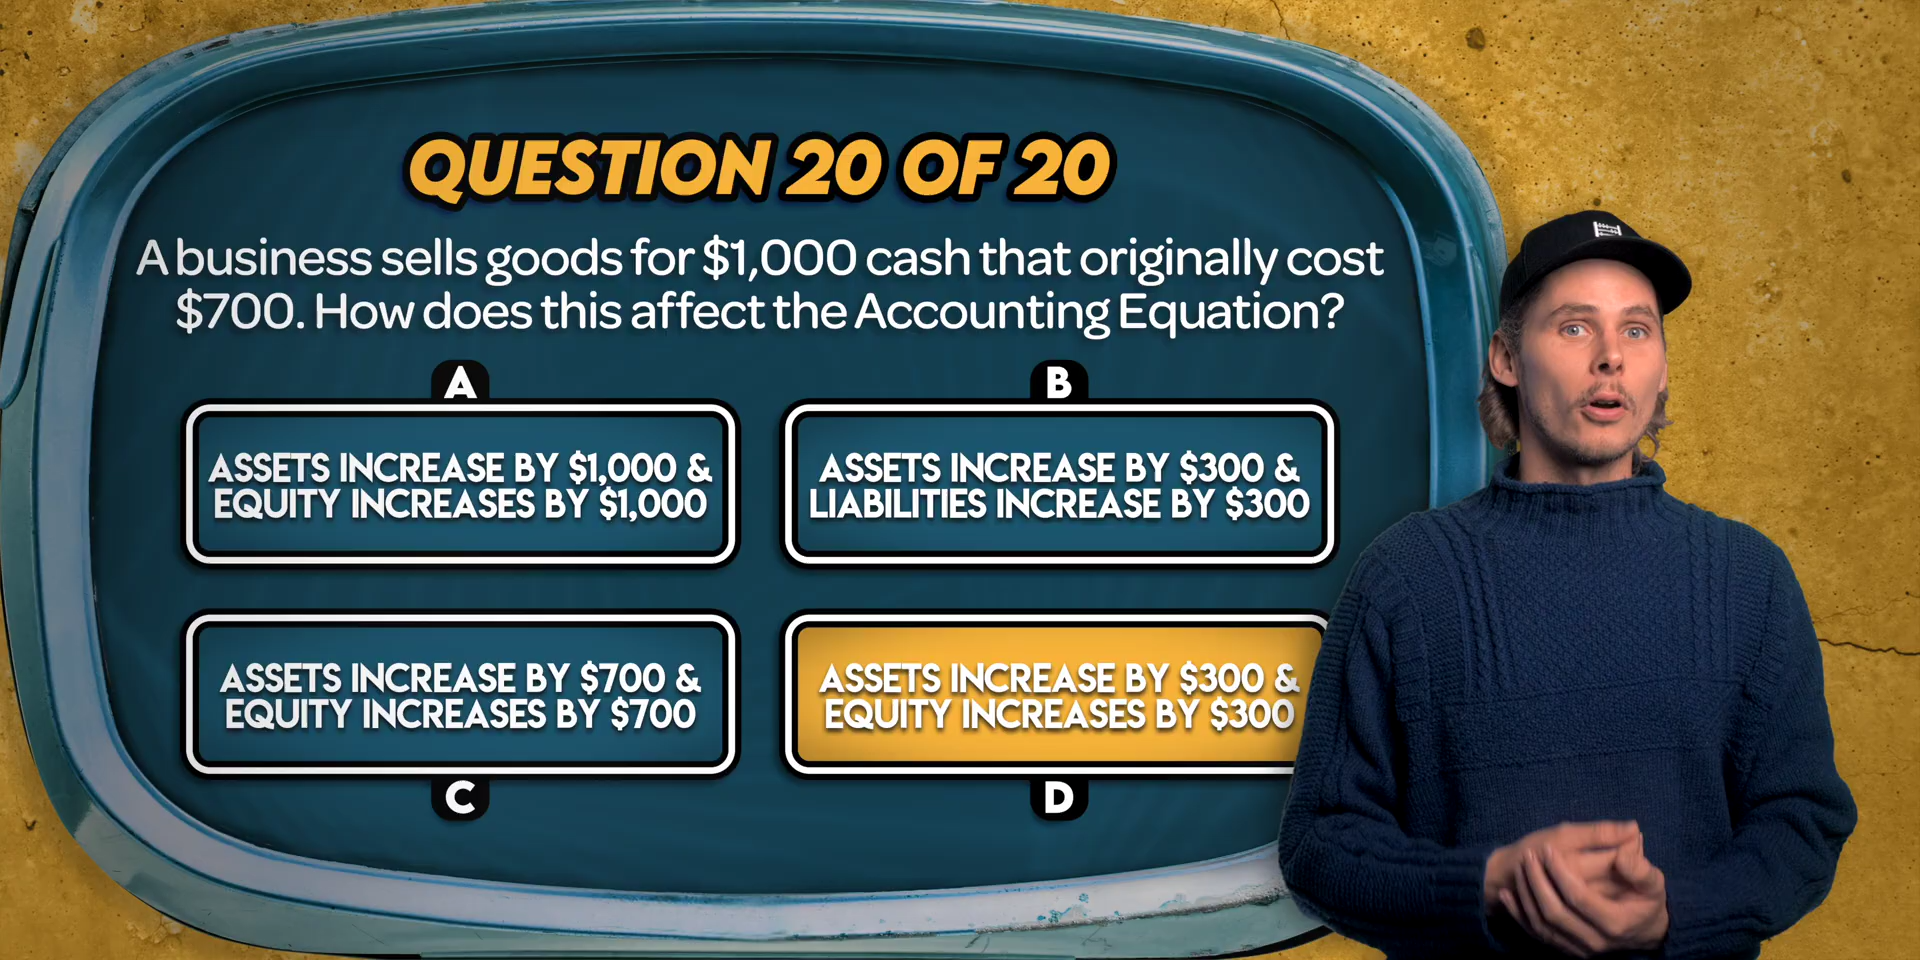 QUESTION 20 OF 20
A business sells goods for $1,000 cash that originally cost
$700. How does this affect the Accounting Equation?
A
ASSETS INCREASE BY $1,000 &
EQUITY INCREASES BY $1,000
B
ASSETS INCREASE BY $300 &
LIABILITIES INCREASE BY $300
ASSETS INCREASE BY $700 &
EQUITY INCREASES BY $700
C
ASSETS INCREASE BY $300 &
EQUITY INCREASES BY $300
D